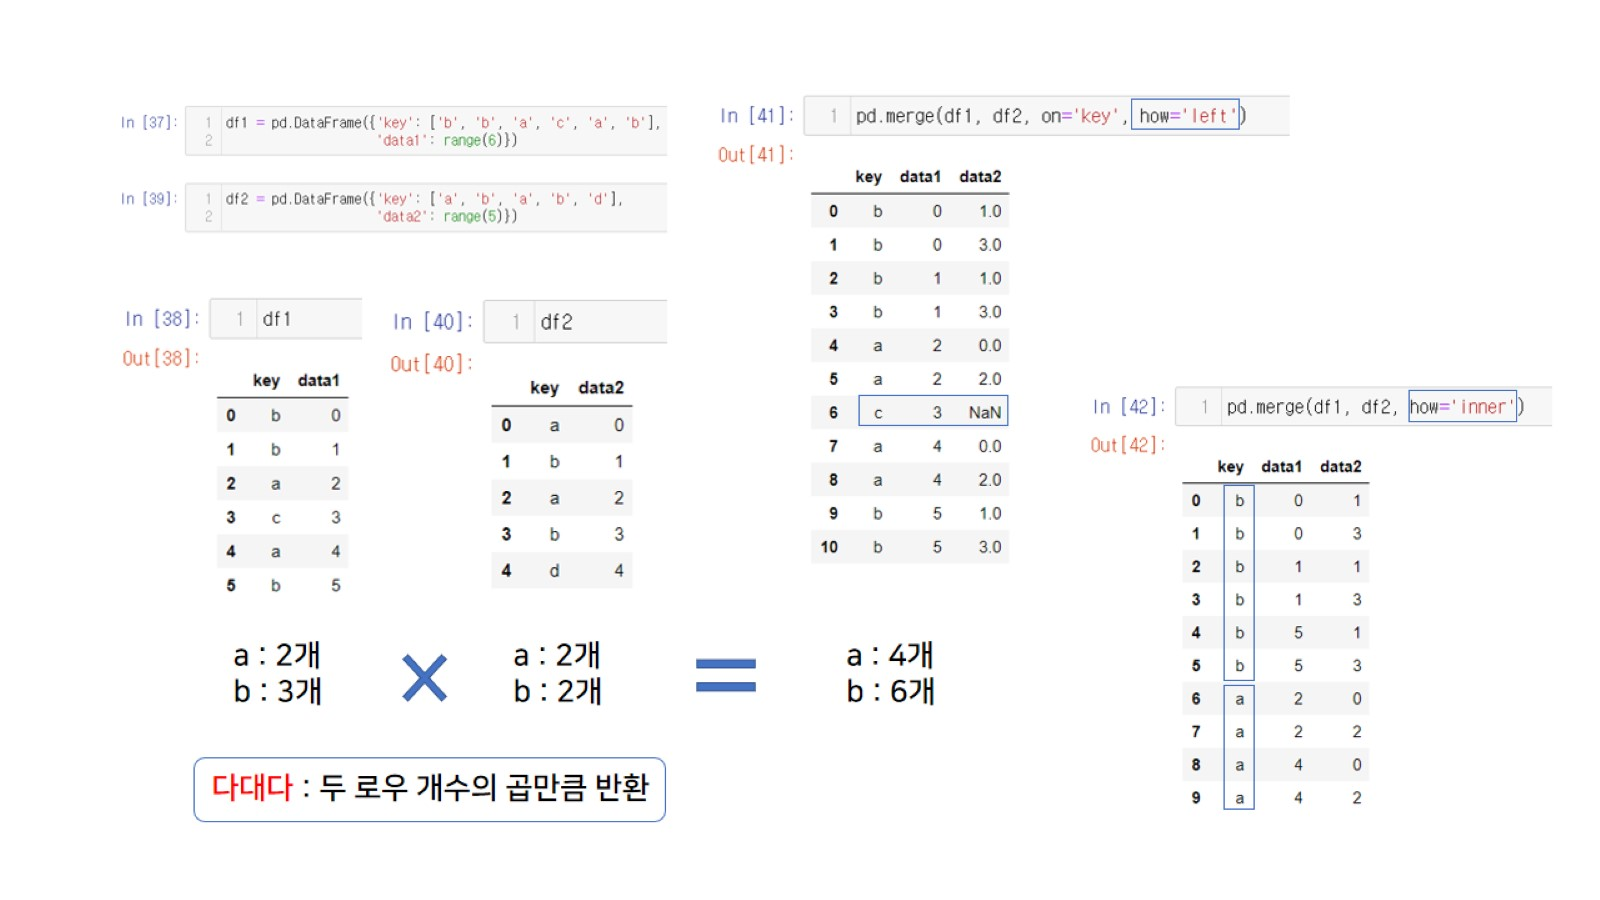 In [37]: 1 df1 = pd.DataFrame({'key': ['b', 'b', 'a', 'c', 'a', 'b'],
2 'data1': range(6)})
In [39]: 1 df2 = pd.DataFrame({'key': ['a', 'b', 'a', 'b', 'd'],
2 'data2': range(5)})
In [38]: 1 df1
Out[38]:
key data1
0 b 0
1 b 1
2 a 2
3 c 3
4 a 4
5 b 5
In [40]: 1 df2
Out[40]:
key data2
0 a 0
1 b 1
2 a 2
3 b 3
4 d 4
In [41]: 1 pd.merge(df1, df2, on='key', how='left')
Out[41]:
key data1 data2
0 b 0 1.0
1 b 0 3.0
2 b 1 1.0
3 b 1 3.0
4 a 2 0.0
5 a 2 2.0
6 c 3 NaN
7 a 4 0.0
8 a 4 2.0
9 b 5 1.0
10 b 5 3.0
In [42]: 1 pd.merge(df1, df2, how='inner')
Out[42]:
key data1 data2
0 b 0 1
1 b 0 3
2 b 1 1
3 b 1 3
4 b 5 1
5 b 5 3
6 a 2 0
7 a 2 2
8 a 4 0
9 a 4 2
a : 2개
b : 3개
×
a : 2개
b : 2개
=
a : 4개
b : 6개
다대다 : 두 로우 개수의 곱만큼 반환